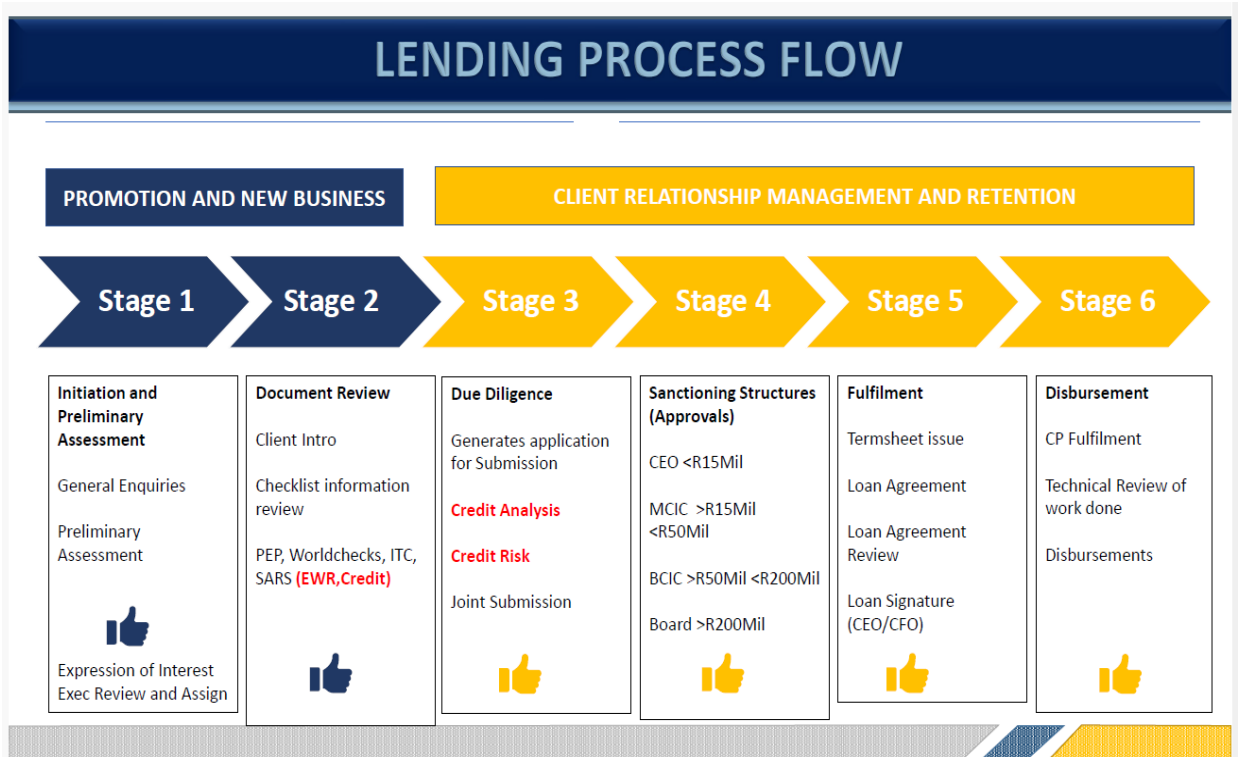 LENDING PROCESS FLOW
PROMOTION AND NEW BUSINESS
CLIENT RELATIONSHIP MANAGEMENT AND RETENTION
Stage 1
Stage 2
Stage 3
Stage 4
Stage 5
Stage 6
Initiation and
Preliminary
Assessment
General Enquiries
Preliminary
Assessment
Expression of Interest
Exec Review and Assign
Document Review
Client Intro
Checklist information
review
PEP, Worldchecks, ITC,
SARS (EWR,Credit)
Due Diligence
Generates application
for Submission
Credit Analysis
Credit Risk
Joint Submission
Sanctioning Structures
(Approvals)
CEO <R15Mil
MCIC >R15Mil
<R50Mil
BCIC >R50Mil <R200Mil
Board >R200Mil
Fulfilment
Termsheet issue
Loan Agreement
Loan Agreement
Review
Loan Signature
(CEO/CFO)
Disbursement
CP Fulfilment
Technical Review of
work done
Disbursements